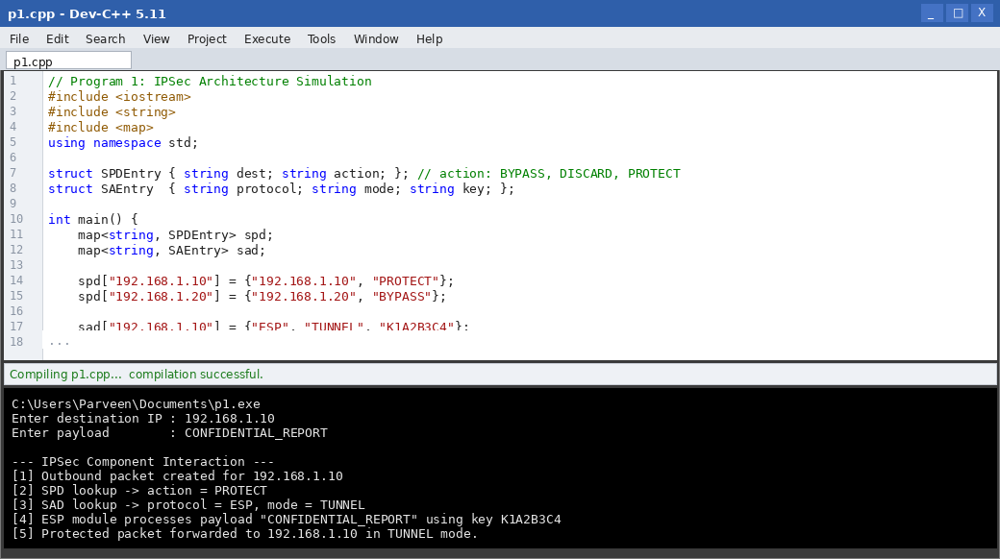 p1.cpp - Dev-C++ 5.11
_ □ X
File Edit Search View Project Execute Tools Window Help
p1.cpp
1 // Program 1: IPSec Architecture Simulation
2 #include <iostream>
3 #include <string>
4 #include <map>
5 using namespace std;
6
7 struct SPDEntry { string dest; string action; }; // action: BYPASS, DISCARD, PROTECT
8 struct SAEntry  { string protocol; string mode; string key; };
9
10 int main() {
11     map<string, SPDEntry> spd;
12     map<string, SAEntry> sad;
13
14     spd["192.168.1.10"] = {"192.168.1.10", "PROTECT"};
15     spd["192.168.1.20"] = {"192.168.1.20", "BYPASS"};
16
17     sad["192.168.1.10"] = {"ESP", "TUNNEL", "K1A2B3C4"};
18 ...
Compiling p1.cpp...  compilation successful.
C:\Users\Parveen\Documents\p1.exe
Enter destination IP : 192.168.1.10
Enter payload        : CONFIDENTIAL_REPORT
--- IPSec Component Interaction ---
[1] Outbound packet created for 192.168.1.10
[2] SPD lookup -> action = PROTECT
[3] SAD lookup -> protocol = ESP, mode = TUNNEL
[4] ESP module processes payload "CONFIDENTIAL_REPORT" using key K1A2B3C4
[5] Protected packet forwarded to 192.168.1.10 in TUNNEL mode.